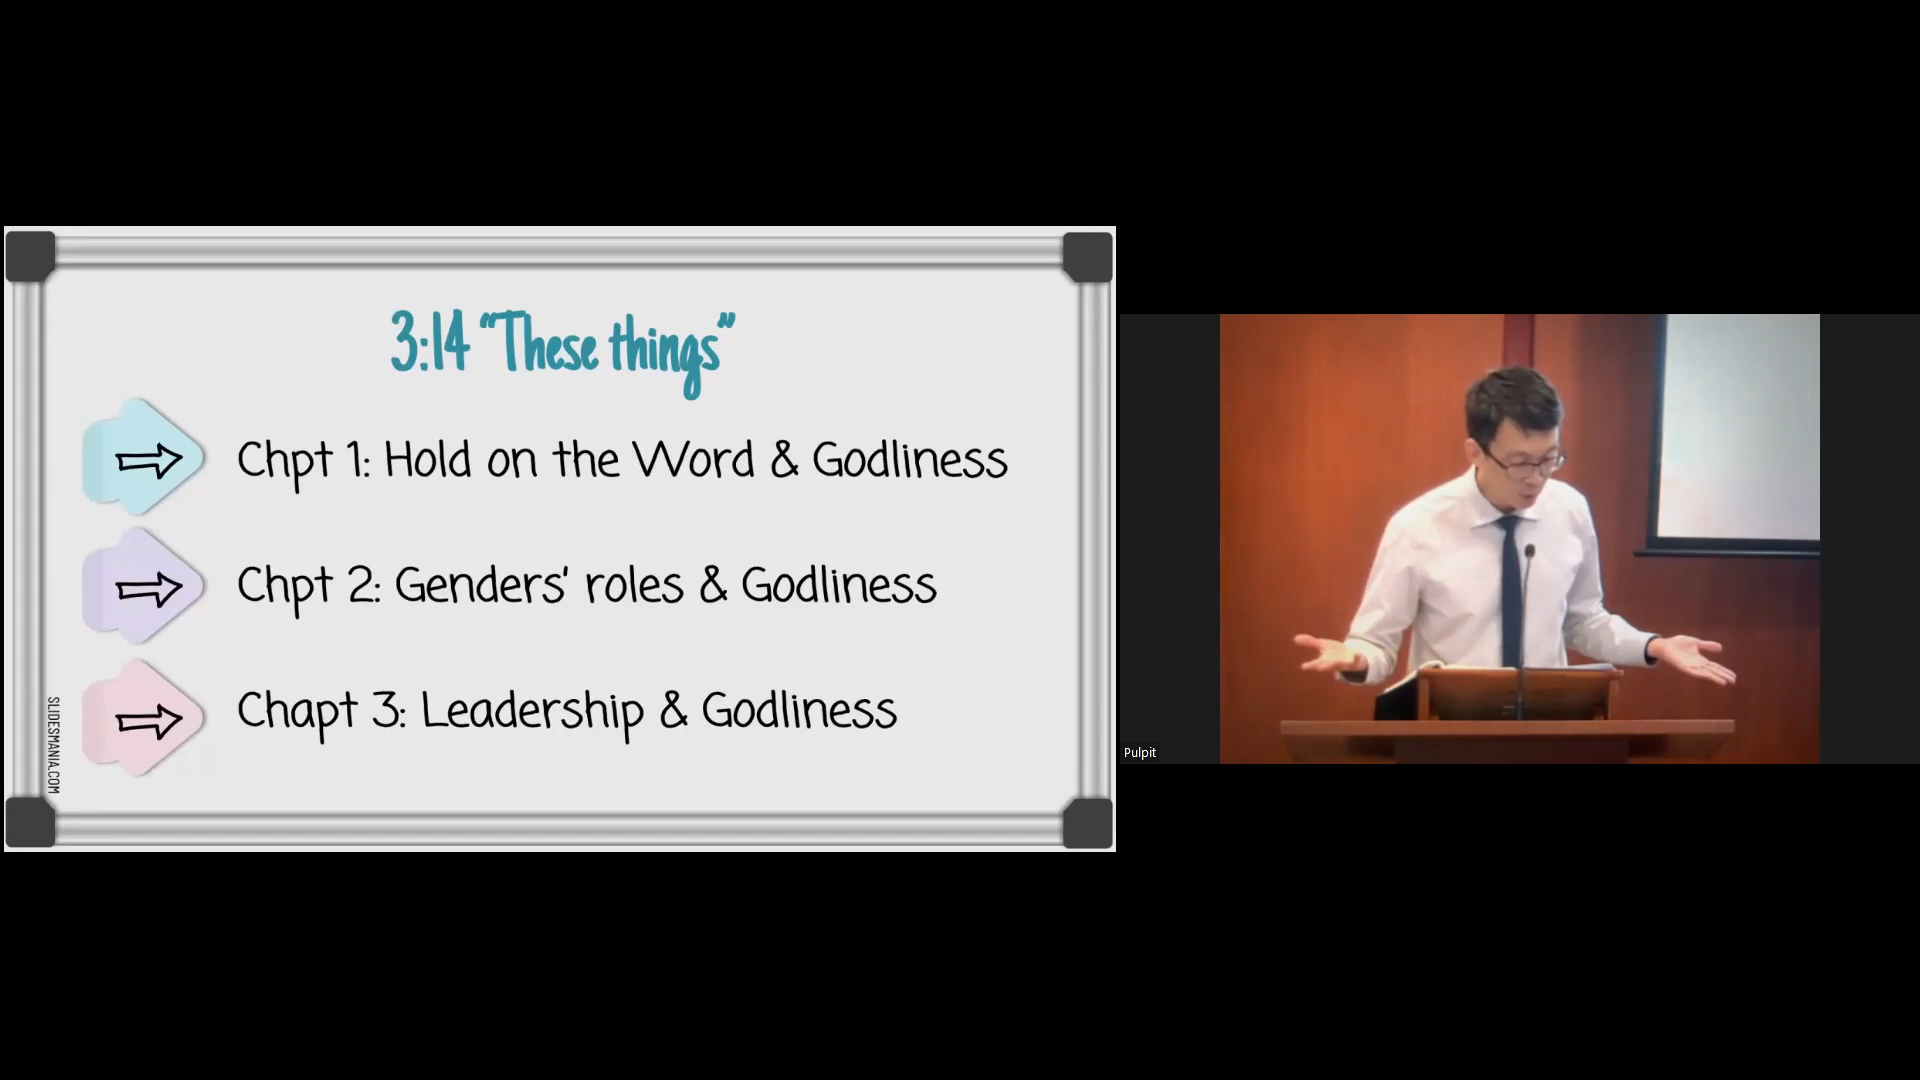 3:14 “These things”
Chpt 1: Hold on the Word & Godliness
Chpt 2: Genders' roles & Godliness
Chapt 3: Leadership & Godliness
SLIDESMANIA.COM
Pulpit